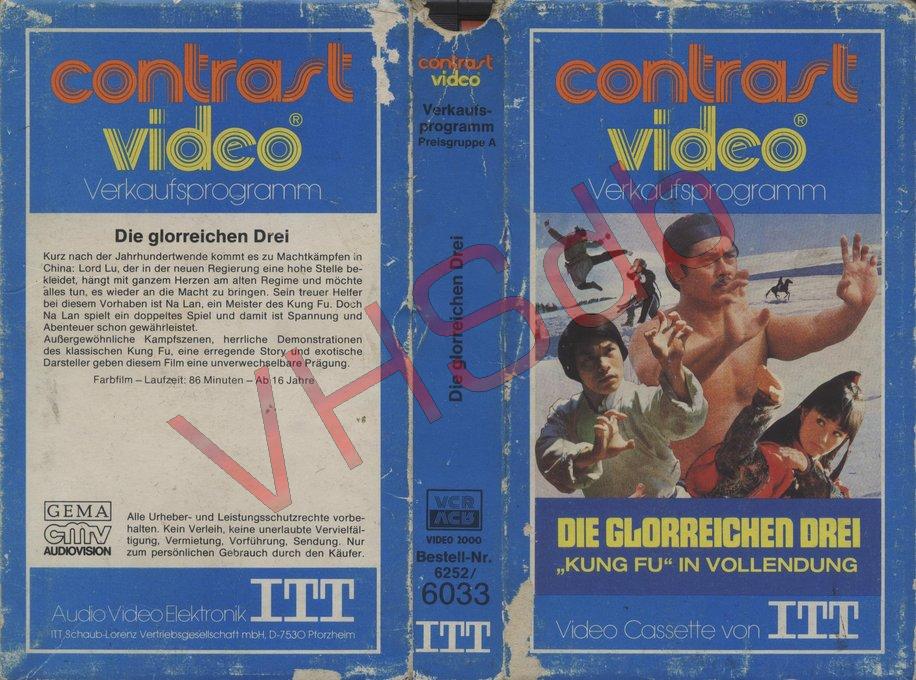 contrast
video®
Verkaufsprogramm
Die glorreichen Drei
Kurz nach der Jahrhundertwende kommt es zu Machtkämpfen in
China: Lord Lu, der in der neuen Regierung eine hohe Stelle be-
kleidet, hängt mit ganzem Herzen am alten Regime und möchte
alles tun, es wieder an die Macht zu bringen. Sein treuer Helfer
bei diesem Vorhaben ist Na Lan, ein Meister des Kung Fu. Doch
Na Lan spielt ein doppeltes Spiel und damit ist Spannung und
Abenteuer schon gewährleistet.
Außergewöhnliche Kampfszenen, herrliche Demonstrationen
des klassischen Kung Fu, eine erregende Story und exotische
Darsteller geben diesem Film eine unverwechselbare Prägung.
Farbfilm – Laufzeit: 86 Minuten – Ab 16 Jahre
GEMA
cmv
AUDIOVISION
Alle Urheber- und Leistungsschutzrechte vorbe-
halten. Kein Verleih, keine unerlaubte Vervielfäl-
tigung, Vermietung, Vorführung, Sendung. Nur
zum persönlichen Gebrauch durch den Käufer.
Audio Video Elektronik ITT
ITT Schaub-Lorenz Vertriebsgesellschaft mbH, D-7530 Pforzheim
contrast
video
Verkaufs-
programm
Preisgruppe A
Die glorreichen Drei
VCR
VCR
VIDEO 2000
Bestell-Nr.
6252/
6033
ITT
contrast
video®
Verkaufsprogramm
DIE GLORREICHEN DREI
„KUNG FU“ IN VOLLENDUNG
Video Cassette von ITT
VHSdb